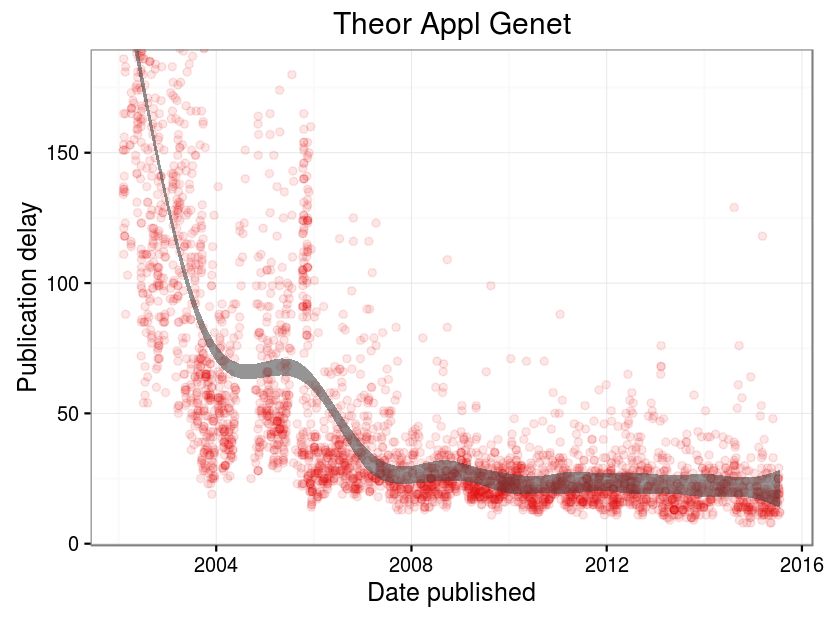 Theor Appl Genet
Publication delay
150
100
50
0
2004 2008 2012 2016
Date published